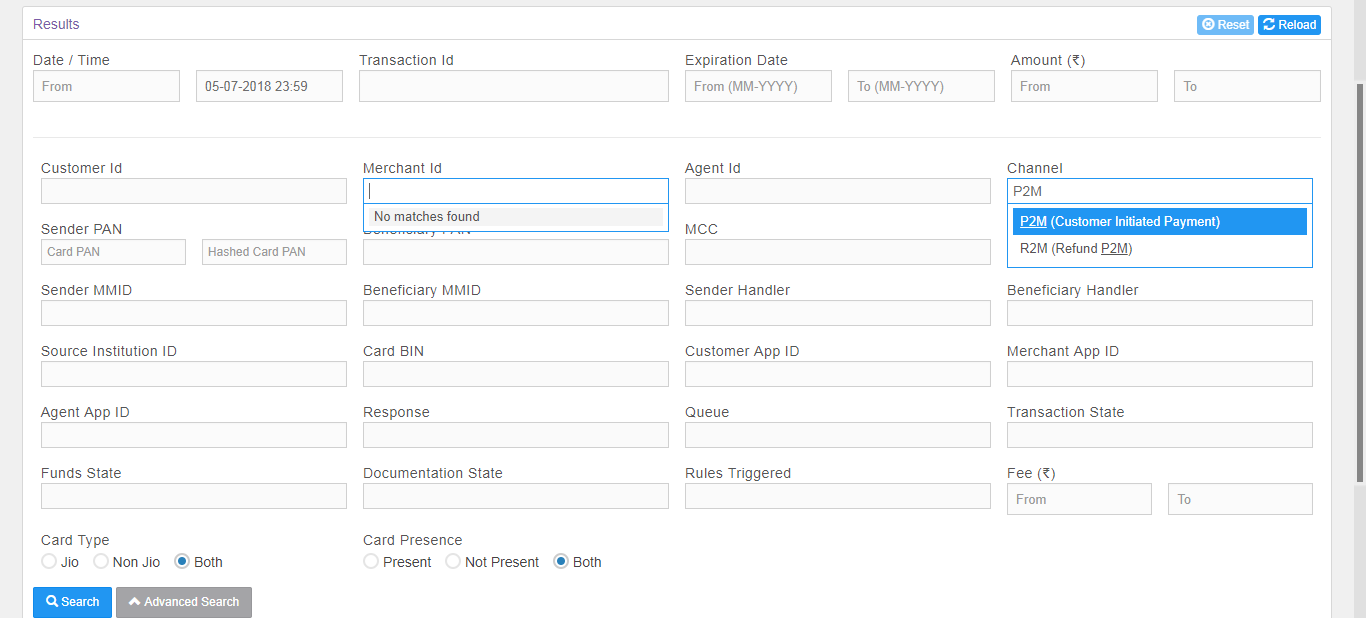 Results
Reset Reload
Date / Time Transaction Id Expiration Date Amount (₹)
From 05-07-2018 23:59 From (MM-YYYY) To (MM-YYYY) From To
Customer Id Merchant Id Agent Id Channel
P2M
No matches found P2M (Customer Initiated Payment)
Sender PAN Beneficiary PAN MCC
Card PAN Hashed Card PAN R2M (Refund P2M)
Sender MMID Beneficiary MMID Sender Handler Beneficiary Handler
Source Institution ID Card BIN Customer App ID Merchant App ID
Agent App ID Response Queue Transaction State
Funds State Documentation State Rules Triggered Fee (₹)
From To
Card Type Card Presence
Jio Non Jio Both Present Not Present Both
Search Advanced Search